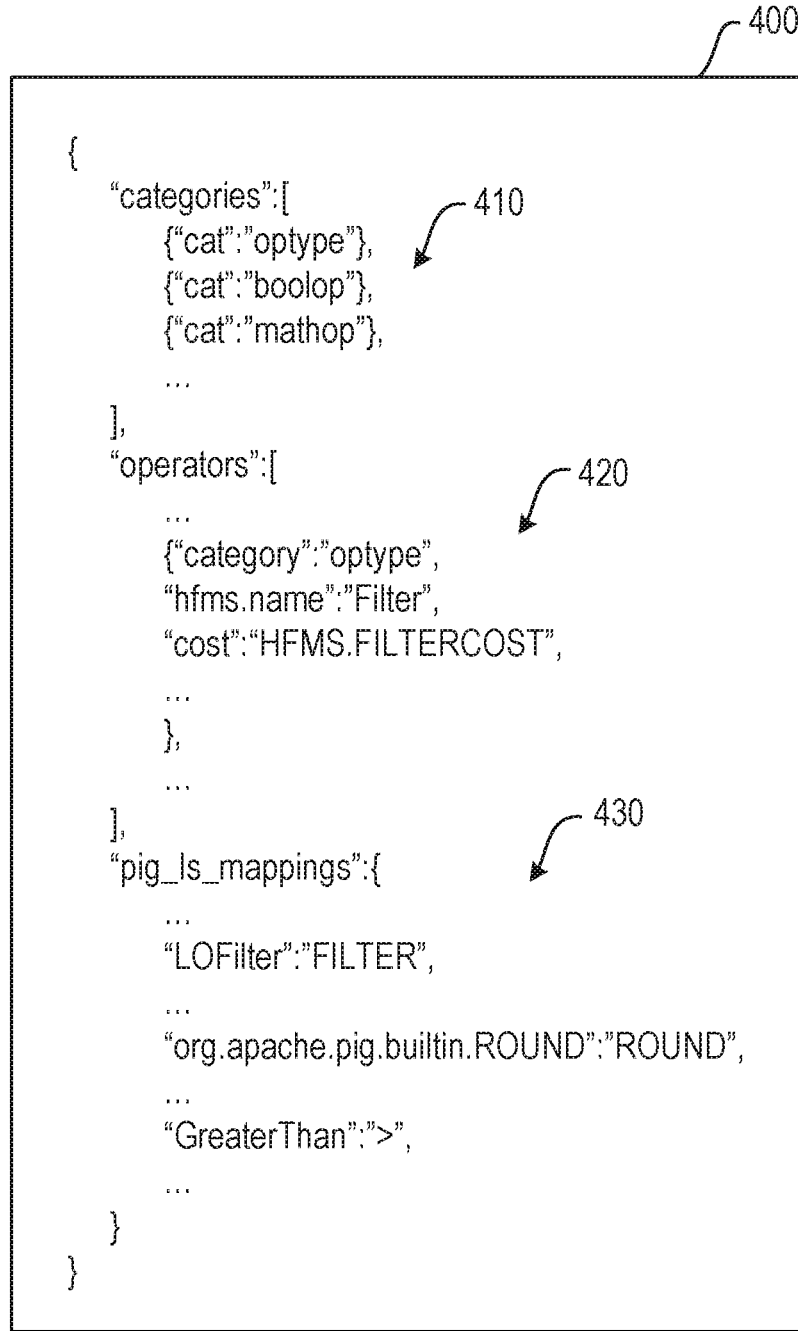 400
{
“categories”:[
410
{“cat”:”optype”},
{“cat”:”boolop”},
{“cat”:”mathop”},
...
],
“operators”:[
420
...
{“category”:”optype”,
“hfms.name”:”Filter”,
“cost”:“HFMS.FILTERCOST”,
...
},
...
],
430
“pig_ls_mappings”:{
...
“LOFilter”:”FILTER”,
...
“org.apache.pig.builtin.ROUND”:”ROUND”,
...
“GreaterThan”:”>”,
...
}
}